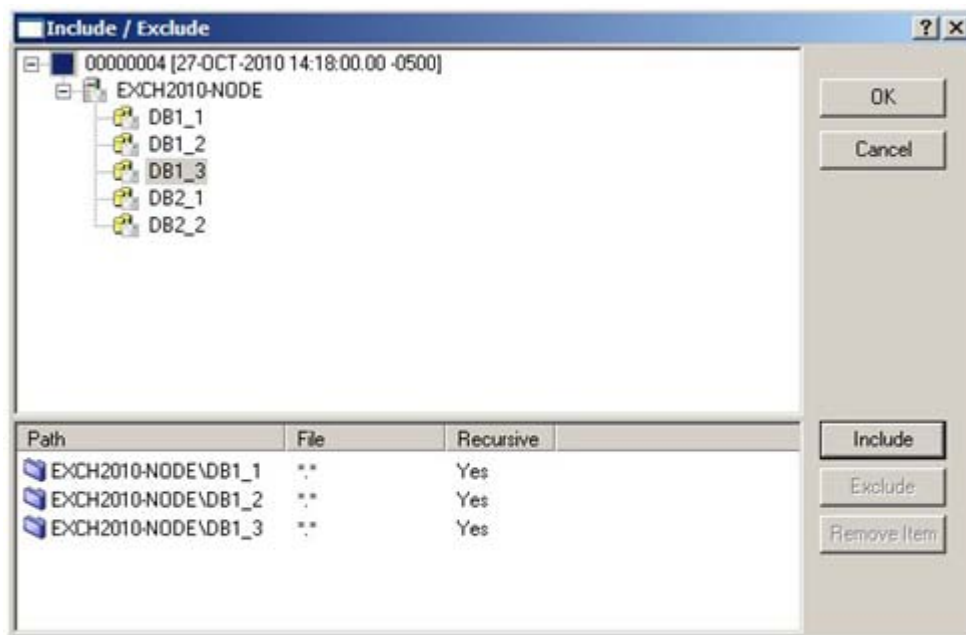 Include / Exclude
00000004 [27-OCT-2010 14:18:00.00 -0500]
EXCH2010-NODE
DB1_1
DB1_2
DB1_3
DB2_1
DB2_2
OK
Cancel
Path File Recursive
EXCH2010-NODE\DB1_1 *.* Yes
EXCH2010-NODE\DB1_2 *.* Yes
EXCH2010-NODE\DB1_3 *.* Yes
Include
Exclude
Remove Item